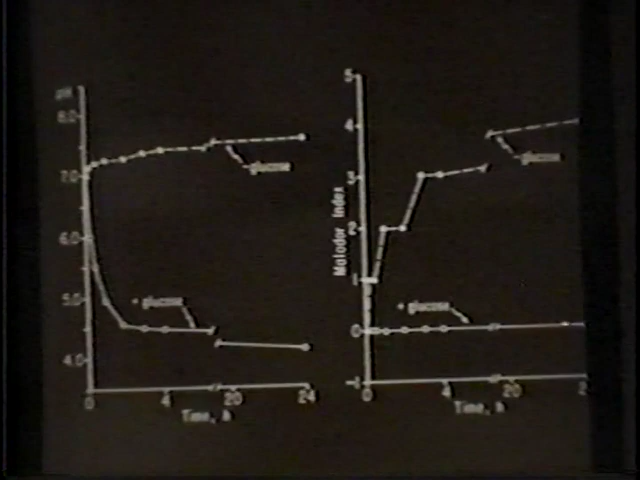 pH
8.0
7.0
6.0
5.0
4.0
glucose
+ glucose
0
4
20
24
Time, h
5
4
3
2
1
0
-1
Malodor Index
glucose
+ glucose
0
4
20
2
Time, h